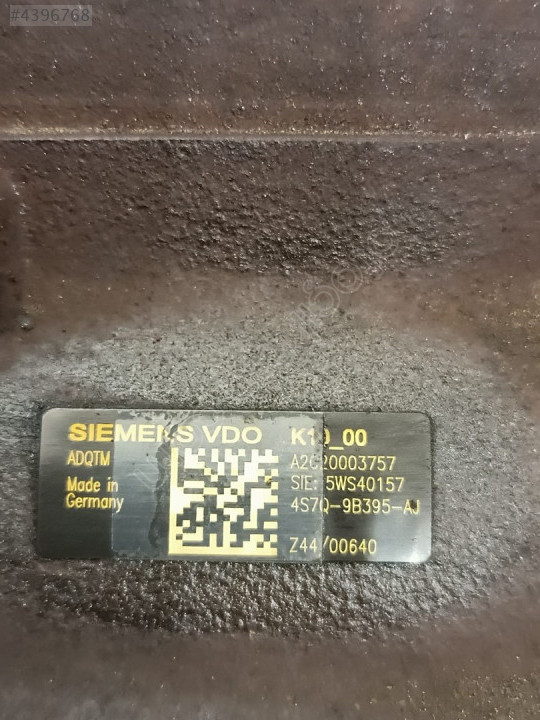 #4396768
SIEMENS VDO K10_00
ADQTM
A2C20003757
Made in
Germany
SIE: 5WS40157
4S7Q-9B395-AJ
Z44/00640